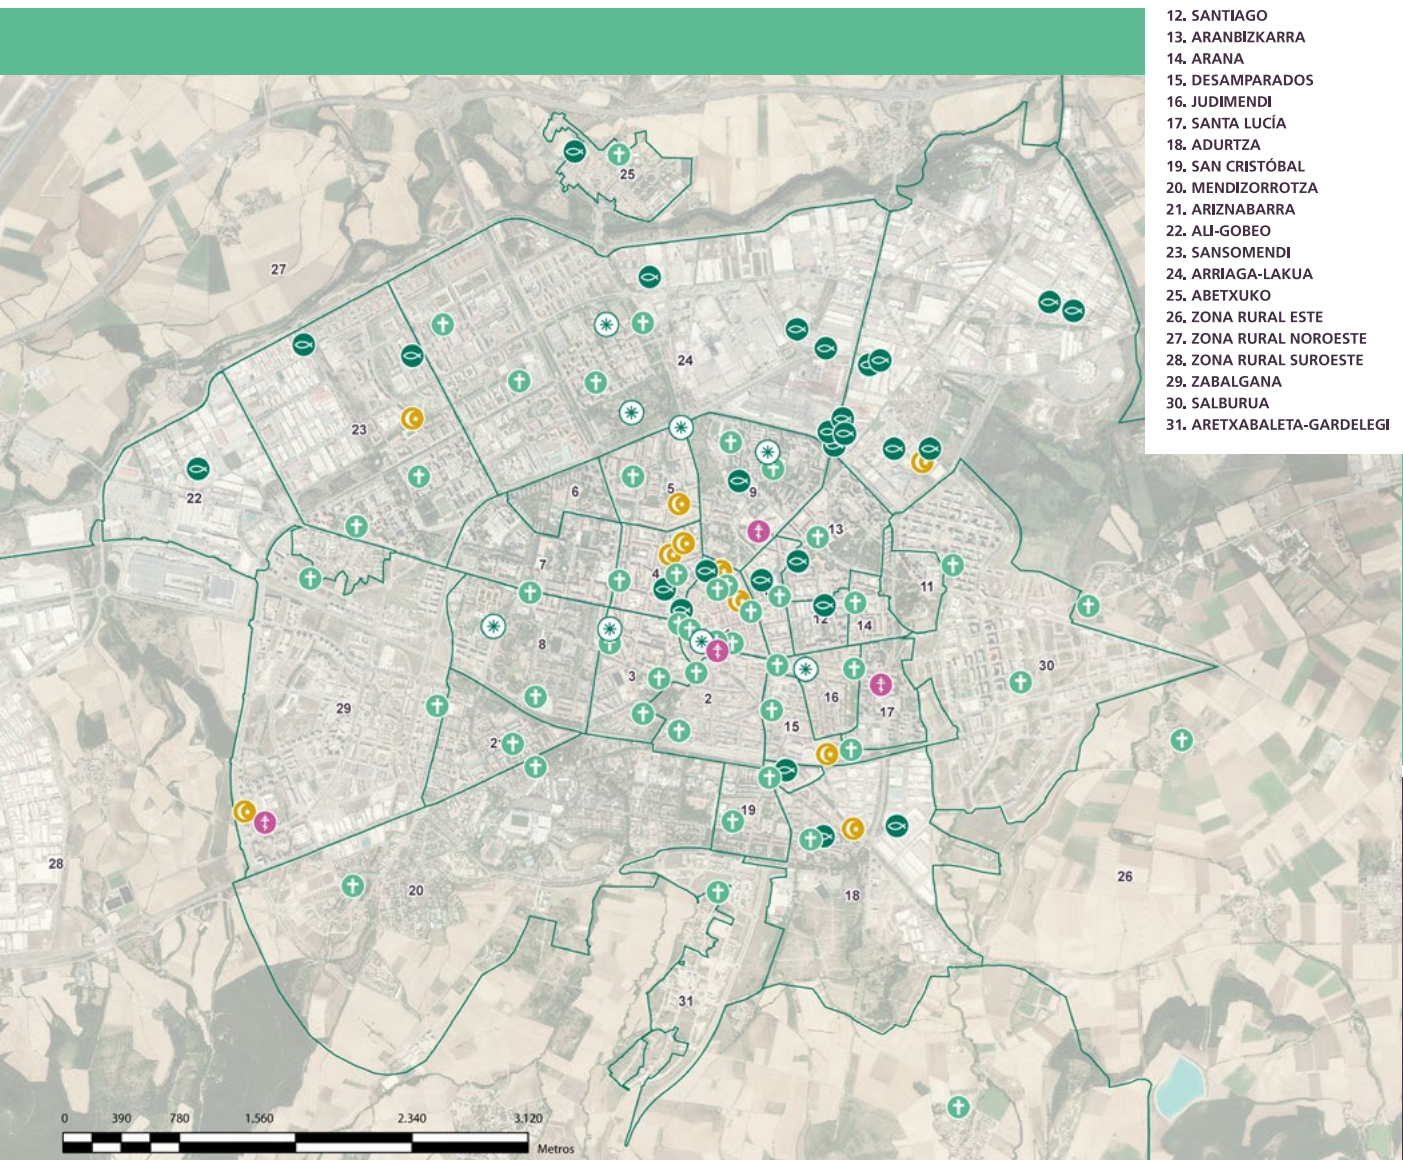 12. SANTIAGO
13. ARANBIZKARRA
14. ARANA
15. DESAMPARADOS
16. JUDIMENDI
17. SANTA LUCÍA
18. ADURTZA
19. SAN CRISTÓBAL
20. MENDIZORROTZA
21. ARIZNABARRA
22. ALI-GOBEO
23. SANSOMENDI
24. ARRIAGA-LAKUA
25. ABETXUKO
26. ZONA RURAL ESTE
27. ZONA RURAL NOROESTE
28. ZONA RURAL SUROESTE
29. ZABALGANA
30. SALBURUA
31. ARETXABALETA-GARDELEGI
25
27
24
23
22
6
5
9
13
7
4
11
12
14
8
3
2
30
16
17
29
15
19
28
20
26
18
31
0 390 780 1.560 2.340 3.120
Metros